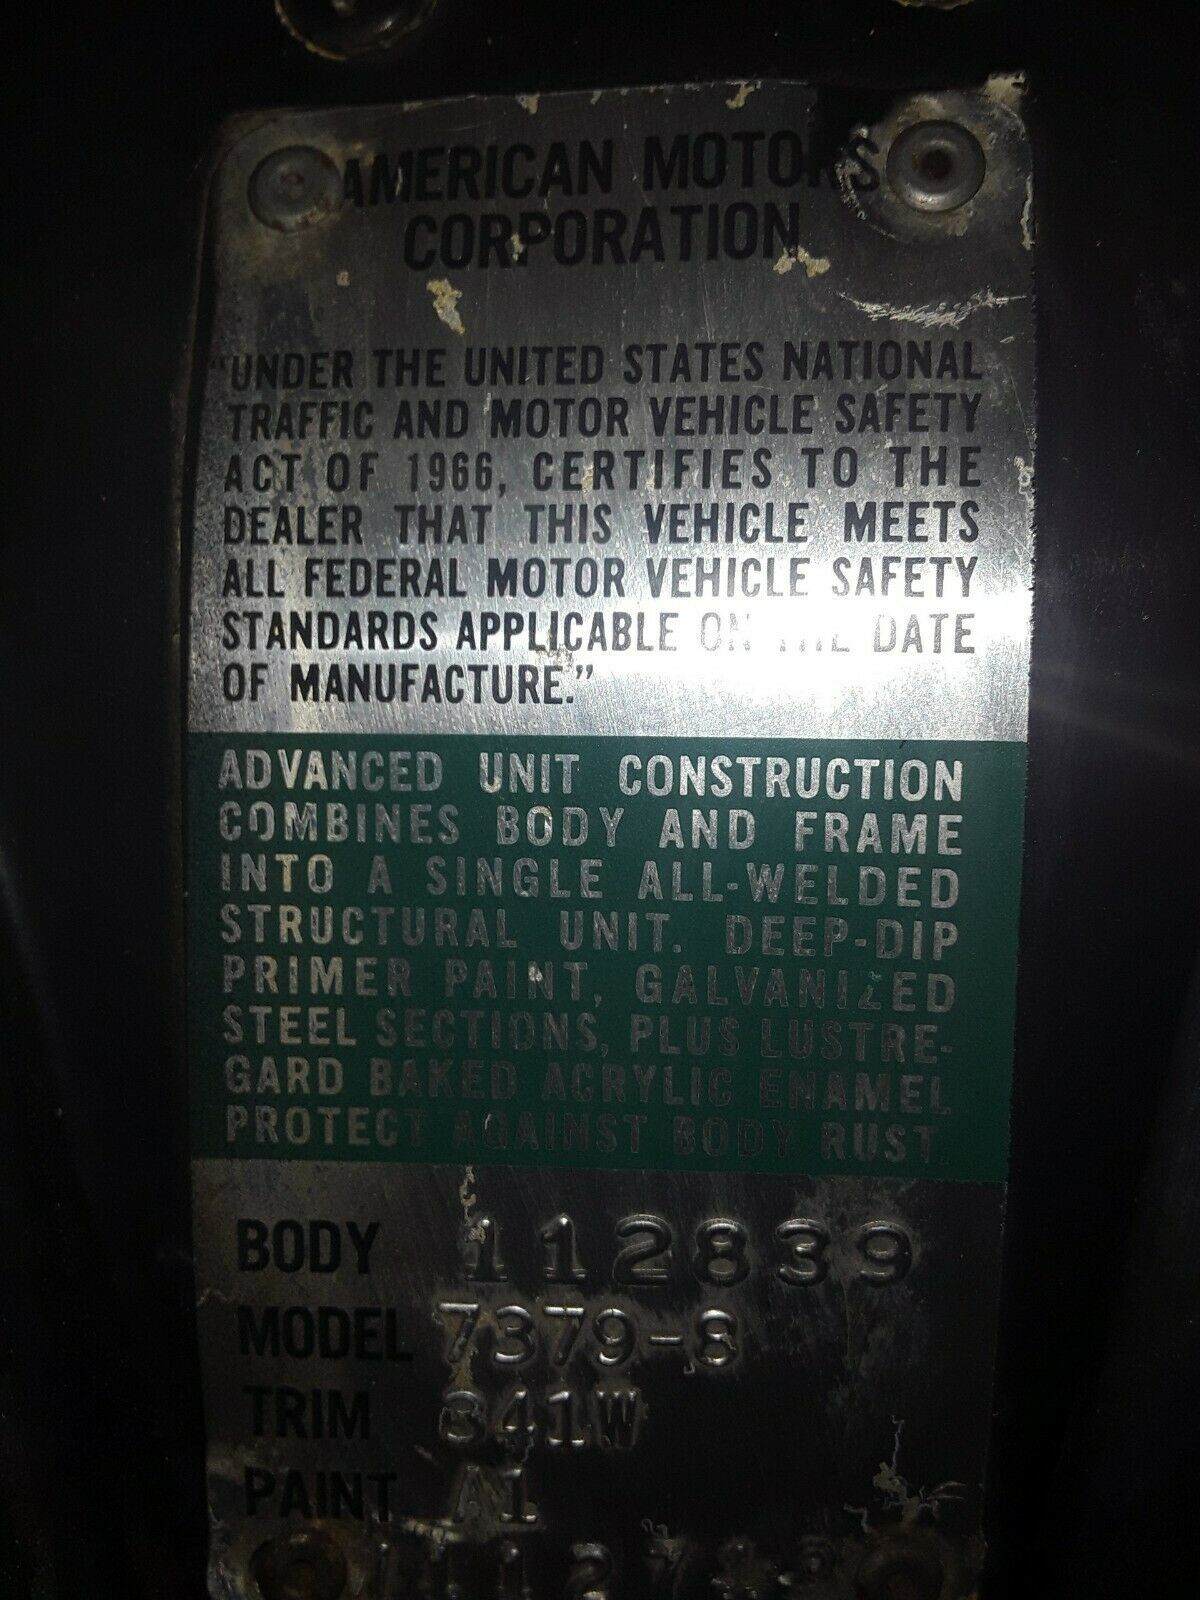 AMERICAN MOTORS
CORPORATION
"UNDER THE UNITED STATES NATIONAL
TRAFFIC AND MOTOR VEHICLE SAFETY
ACT OF 1966, CERTIFIES TO THE
DEALER THAT THIS VEHICLE MEETS
ALL FEDERAL MOTOR VEHICLE SAFETY
STANDARDS APPLICABLE ON THE DATE
OF MANUFACTURE."
ADVANCED UNIT CONSTRUCTION
COMBINES BODY AND FRAME
INTO A SINGLE ALL-WELDED
STRUCTURAL UNIT. DEEP-DIP
PRIMER PAINT, GALVANIZED
STEEL SECTIONS, PLUS LUSTRE-
GARD BAKED ACRYLIC ENAMEL
PROTECT AGAINST BODY RUST.
BODY 112839
MODEL 7379-8
TRIM 341W
PAINT A1